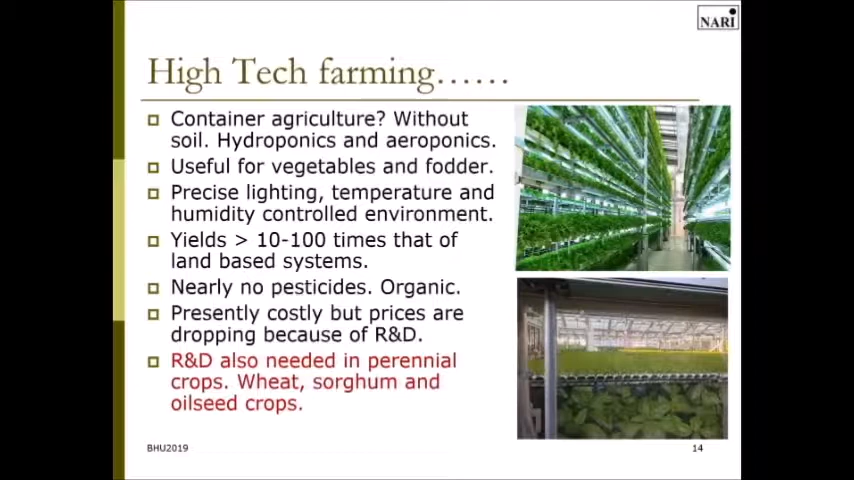 NARI
High Tech farming……
Container agriculture? Without
soil. Hydroponics and aeroponics.
Useful for vegetables and fodder.
Precise lighting, temperature and
humidity controlled environment.
Yields > 10-100 times that of
land based systems.
Nearly no pesticides. Organic.
Presently costly but prices are
dropping because of R&D.
R&D also needed in perennial
crops. Wheat, sorghum and
oilseed crops.
BHU2019
14